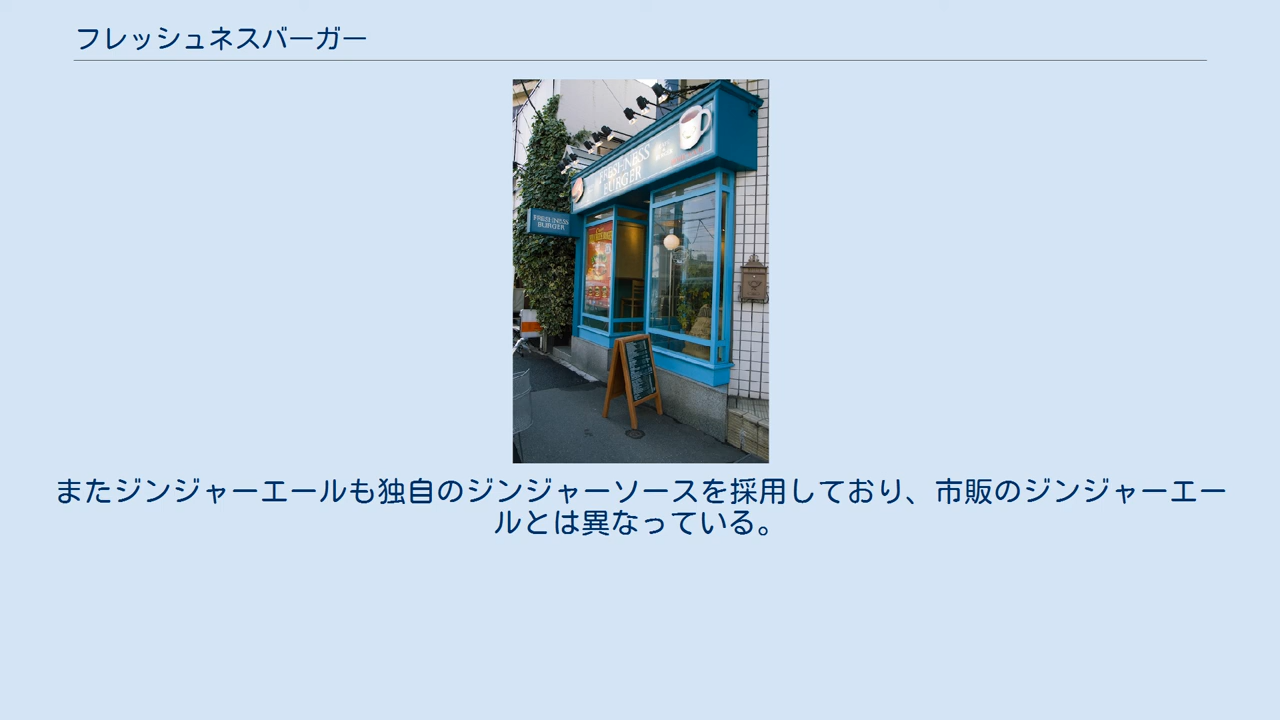 フレッシュネスバーガー
FRESHNESS
BURGER
FRESHNESS
BURGER
またジンジャーエールも独自のジンジャーソースを採用しており、市販のジンジャーエー
ルとは異なっている。